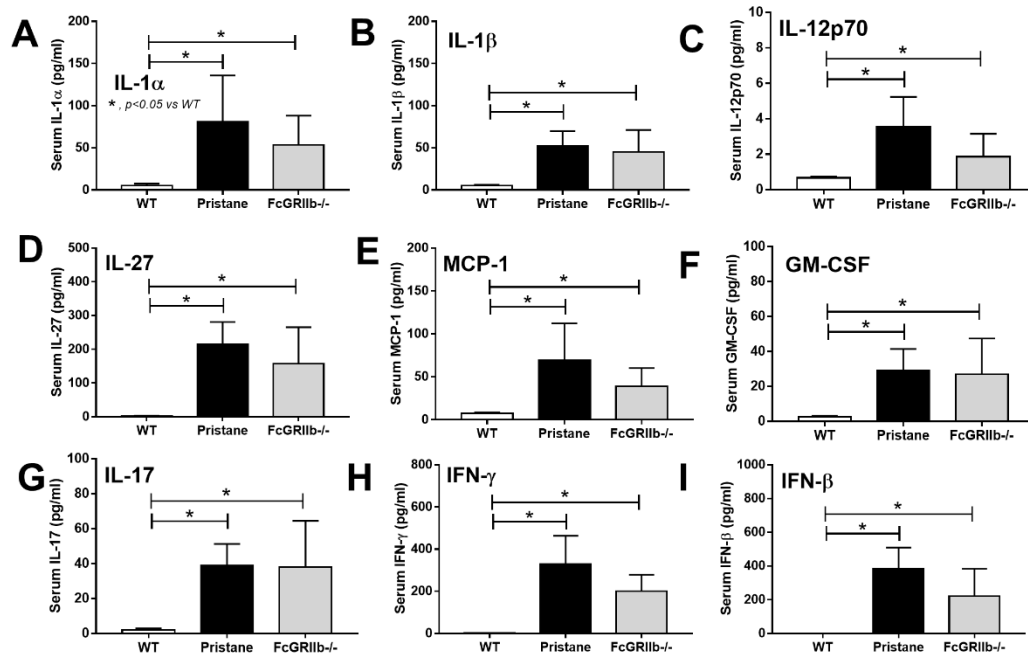 A
IL-1α
*, p<0.05 vs WT
Serum IL-1α (pg/ml)
200
150
100
50
0
* *
WT Pristane FcGRIIb-/-
B
IL-1β
Serum IL-1β (pg/ml)
200
150
100
50
0
* *
WT Pristane FcGRIIb-/-
C
IL-12p70
Serum IL-12p70 (pg/ml)
6
4
2
0
* *
WT Pristane FcGRIIb-/-
D
IL-27
Serum IL-27 (pg/ml)
500
400
300
200
100
0
* *
WT Pristane FcGRIIb-/-
E
MCP-1
Serum MCP-1 (pg/ml)
200
150
100
50
0
* *
WT Pristane FcGRIIb-/-
F
GM-CSF
Serum GM-CSF (pg/ml)
100
80
60
40
20
0
* *
WT Pristane FcGRIIb-/-
G
IL-17
Serum IL-17 (pg/ml)
100
80
60
40
20
0
* *
WT Pristane FcGRIIb-/-
H
IFN-γ
Serum IFN-γ (pg/ml)
800
600
400
200
0
* *
WT Pristane FcGRIIb-/-
I
IFN-β
Serum IFN-β (pg/ml)
1000
800
600
400
200
0
* *
WT Pristane FcGRIIb-/-